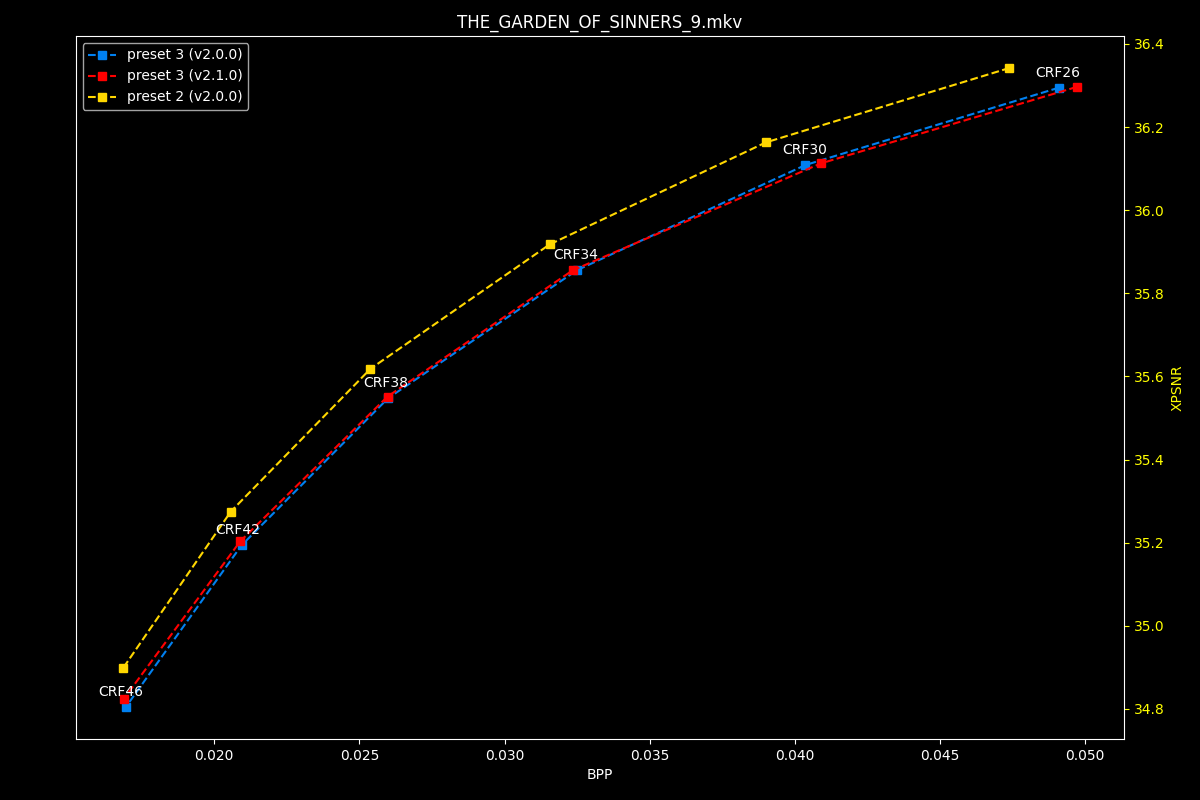 THE_GARDEN_OF_SINNERS_9.mkv
preset 3 (v2.0.0)
preset 3 (v2.1.0)
preset 2 (v2.0.0)
CRF26
CRF30
CRF34
CRF38
CRF42
CRF46
36.4
36.2
36.0
35.8
35.6
35.4
35.2
35.0
34.8
XPSNR
0.020 0.025 0.030 0.035 0.040 0.045 0.050
BPP